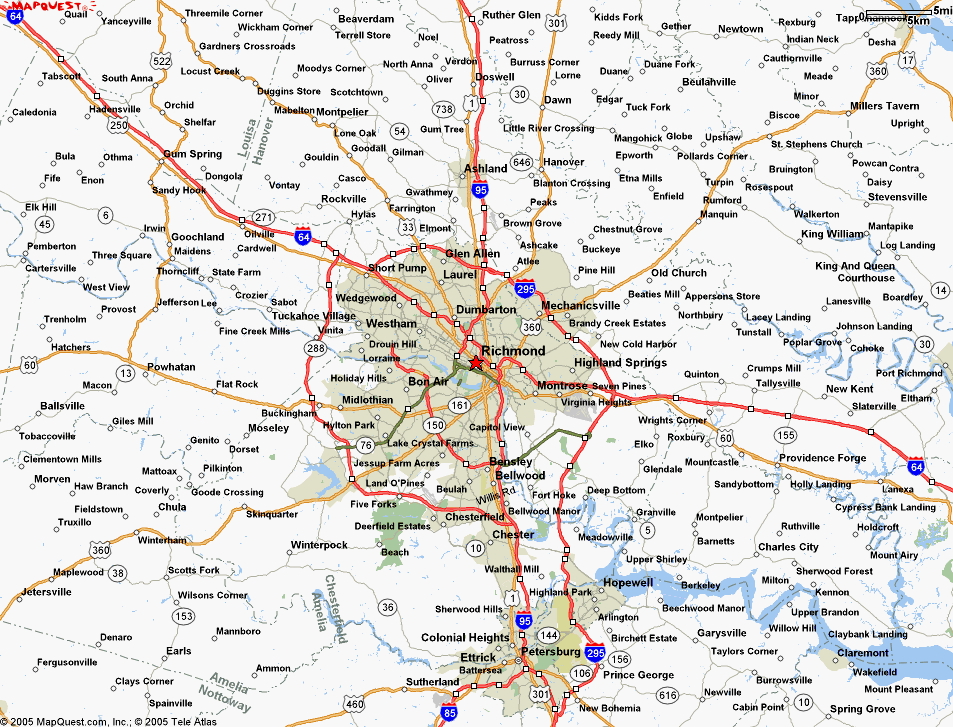 MAPQUEST
64
Quail
Yanceyville
Threemile Corner
Wickham Corner
Beaverdam
Terrell Store
Noel
Ruther Glen
Peatross
301
Kidds Fork
Reedy Mill
Gether
Newtown
Rexburg
Indian Neck
Tappahannock
5mi
5km
Desha
17
522
Gardners Crossroads
Locust Creek
Moodys Corner
North Anna
Verdon
Oliver
Doswell
Burruss Corner
Lorne
Duane
Duane Fork
Beulahville
Cauthornville
Meade
360
Tabscott
South Anna
Duggins Store
Scotchtown
738
1
30
Dawn
Edgar
Tuck Fork
Minor
Millers Tavern
Caledonia
Hadensville
250
Orchid
Shelfar
Mabelton
Montpelier
Lone Oak
54
Gum Tree
Little River Crossing
Mangohick
Globe
Upshaw
Biscoe
Upright
Louisa
Hanover
Bula
Othma
Gum Spring
Gouldin
Goodall
Gilman
Ashland
646
Hanover
Epworth
Pollards Corner
St. Stephens Church
Fife
Enon
Dongola
Sandy Hook
Vontay
Casco
Gwathmey
95
Blanton Crossing
Etna Mills
Enfield
Turpin
Rosespout
Bruington
Powcan
Contra
Daisy
Stevensville
Elk Hill
45
6
271
Rockville
Hylas
Farrington
33
Elmont
Peaks
Brown Grove
Rumford
Manquin
Walkerton
Mantapike
Irwin
Goochland
Oilville
64
Chestnut Grove
King William
Log Landing
Pemberton
Three Square
Maidens
Cardwell
Glen Allen
Ashcake
Atlee
Buckeye
Cartersville
Thorncliff
State Farm
Short Pump
Laurel
Pine Hill
Old Church
King And Queen
Courthouse
West View
Crozier
295
Provost
Jefferson
Lee
Sabot
Wedgewood
Dumbarton
Mechanicsville
Beaties Mill
Appersons Store
Lanesville
Boardley
14
Trenholm
Tuckahoe Village
Northbury
Lacey Landing
Fine Creek Mills
Vinita
Westham
360
Brandy Creek Estates
Tunstall
Johnson Landing
Hatchers
288
Drouin Hill
Richmond
New Cold Harbor
Poplar Grove
Cohoke
30
60
13
Powhatan
Lorraine
Highland Springs
Crumps Mill
Port Richmond
Macon
Flat Rock
Holiday Hills
Bon Air
Montrose
Seven Pines
Quinton
Tallysville
New Kent
Eltham
Ballsville
Buckingham
Midlothian
161
Virginia Heights
Slaterville
Giles Mill
Moseley
Hylton Park
150
Capitol View
Wrights Corner
60
155
Tobaccoville
Genito
Dorset
76
Lake Crystal Farms
Elko
Roxbury
Clementown Mills
Mattoax
Pilkinton
Jessup Farm Acres
Bensley
Glendale
Mountcastle
Providence Forge
64
Morven
Haw Branch
Coverly
Goode Crossing
Land O'Pines
Beulah
Bellwood
Sandybottom
Holly Landing
Lanexa
Willis Rd
Fort Hoke
Deep Bottom
Fieldstown
Chula
Skinquarter
Five Forks
Chesterfield
Bellwood Manor
Granville
5
Montpelier
Cypress Bank Landing
Truxillo
Deerfield Estates
Ruthville
Holdcroft
360
Winterham
Winterpock
Beach
10
Chester
Meadowville
Barnetts
Charles City
Mount Airy
Maplewood
38
Scotts Fork
Walthall Mill
Upper Shirley
Hopewell
Berkeley
Milton
Sherwood Forest
Jetersville
Wilsons Corner
Chesterfield
Amelia
36
1
Highland Park
Kennon
153
Sherwood Hills
95
Arlington
Beechwood Manor
Upper Brandon
Denaro
Mannboro
Colonial Heights
144
Birchett Estate
Garysville
Willow Hill
Claybank Landing
Fergusonville
Earls
Ettrick
Petersburg
295
156
Taylors Corner
Claremont
Ammon
Battersea
106
Prince George
Wakefield
Clay Corners
Amelia
Nottoway
Sutherland
301
616
Burrowsville
Mount Pleasant
Spainville
460
85
New Bohemia
Newville
Cabin Point
10
Spring Grove
© 2005 MapQuest.com, Inc.; © 2005 Tele Atlas